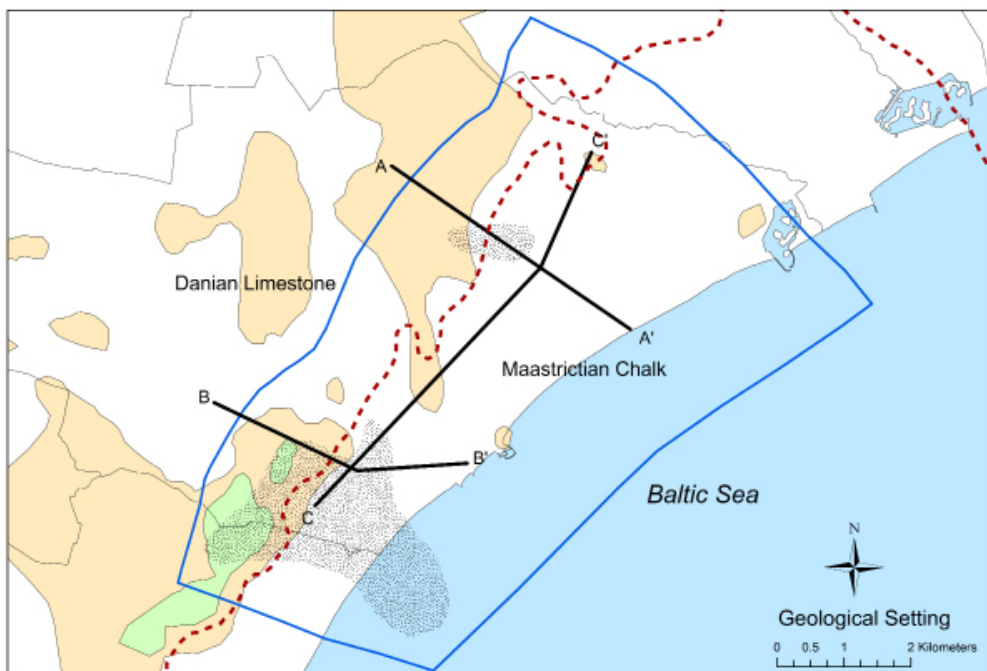 C'
A
Danian Limestone
A'
Maastrictian Chalk
B
B'
C
Baltic Sea
N
Geological Setting
0 0.5 1 2 Kilometers